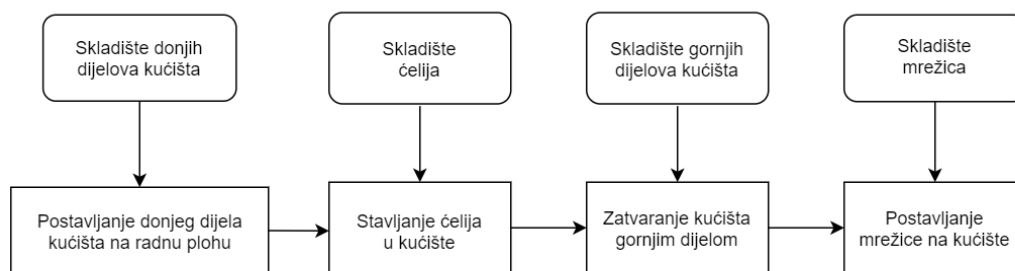 Skladište donjih
dijelova kućišta
Skladište
ćelija
Skladište gornjih
dijelova kućišta
Skladište
mrežica
Postavljanje donjeg dijela
kućišta na radnu plohu
Stavljanje ćelija
u kućište
Zatvaranje kućišta
gornjim dijelom
Postavljanje
mrežice na kućište